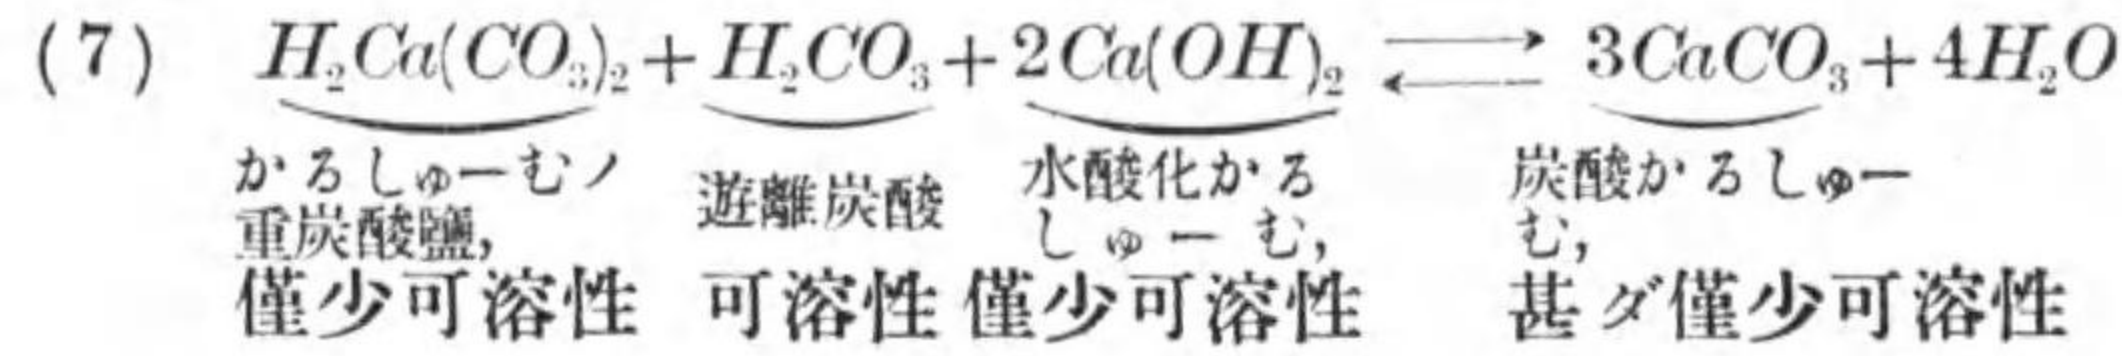 (7) H₂Ca(CO₃)₂+H₂CO₃+2Ca(OH)₂ ⇄ 3CaCO₃+4H₂O
かるしゅーむノ 遊離炭酸 水酸化かる 炭酸かるしゅー
重炭酸鹽, しゅーむ, む,
僅少可溶性 可溶性 僅少可溶性 甚ダ僅少可溶性